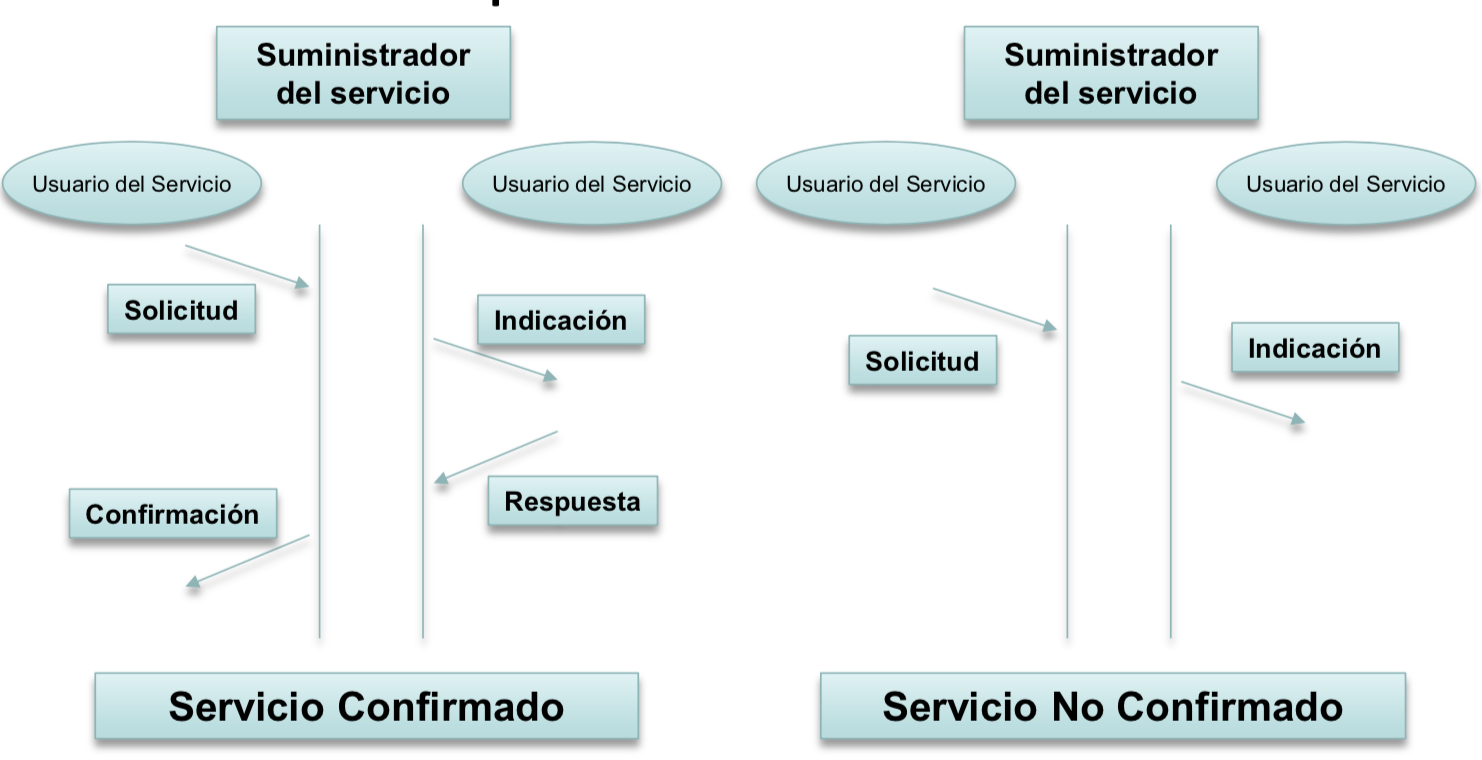 Suministrador
del servicio
Usuario del Servicio
Usuario del Servicio
Solicitud
Indicación
Respuesta
Confirmación
Servicio Confirmado
Suministrador
del servicio
Usuario del Servicio
Usuario del Servicio
Solicitud
Indicación
Servicio No Confirmado